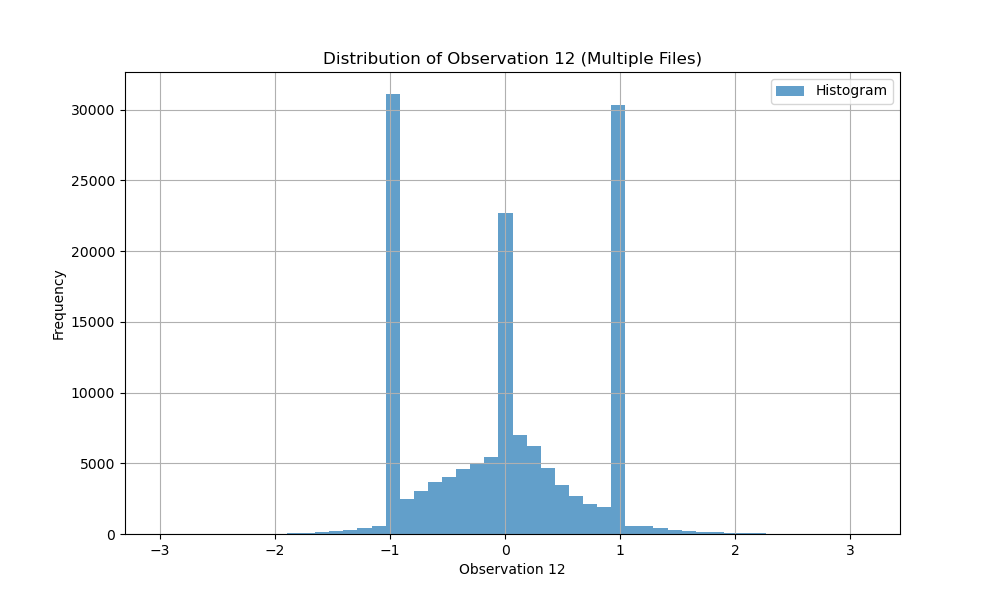 Distribution of Observation 12 (Multiple Files)
Histogram
30000
25000
20000
15000
10000
5000
0
Frequency
−3 −2 −1 0 1 2 3
Observation 12